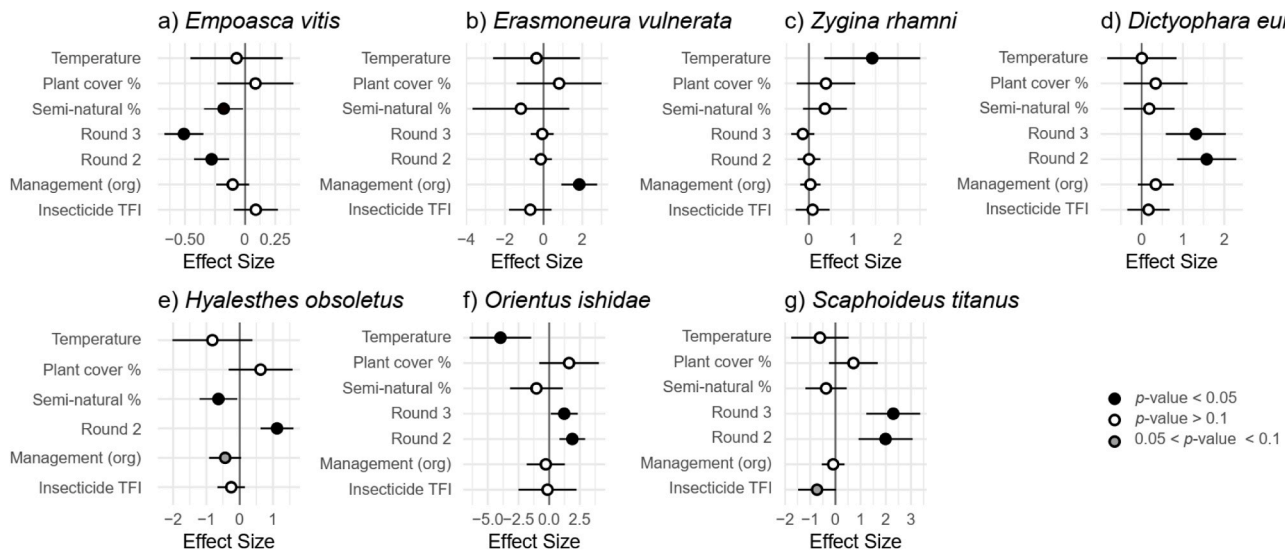 a) Empoasca vitis
Temperature
Plant cover %
Semi-natural %
Round 3
Round 2
Management (org)
Insecticide TFI
−0.50 0 0.25
Effect Size
b) Erasmoneura vulnerata
Temperature
Plant cover %
Semi-natural %
Round 3
Round 2
Management (org)
Insecticide TFI
−4 −2 0 2
Effect Size
c) Zygina rhamni
Temperature
Plant cover %
Semi-natural %
Round 3
Round 2
Management (org)
Insecticide TFI
0 1 2
Effect Size
d) Dictyophara eur
Temperature
Plant cover %
Semi-natural %
Round 3
Round 2
Management (org)
Insecticide TFI
−1 0 1 2
Effect Size
e) Hyalesthes obsoletus
Temperature
Plant cover %
Semi-natural %
Round 2
Management (org)
Insecticide TFI
−2 −1 0 1
Effect Size
f) Orientus ishidae
Temperature
Plant cover %
Semi-natural %
Round 3
Round 2
Management (org)
Insecticide TFI
−5.0 −2.5 0.0 2.5
Effect Size
g) Scaphoideus titanus
Temperature
Plant cover %
Semi-natural %
Round 3
Round 2
Management (org)
Insecticide TFI
−2 −1 0 1 2 3
Effect Size
p-value < 0.05
p-value > 0.1
0.05 < p-value < 0.1